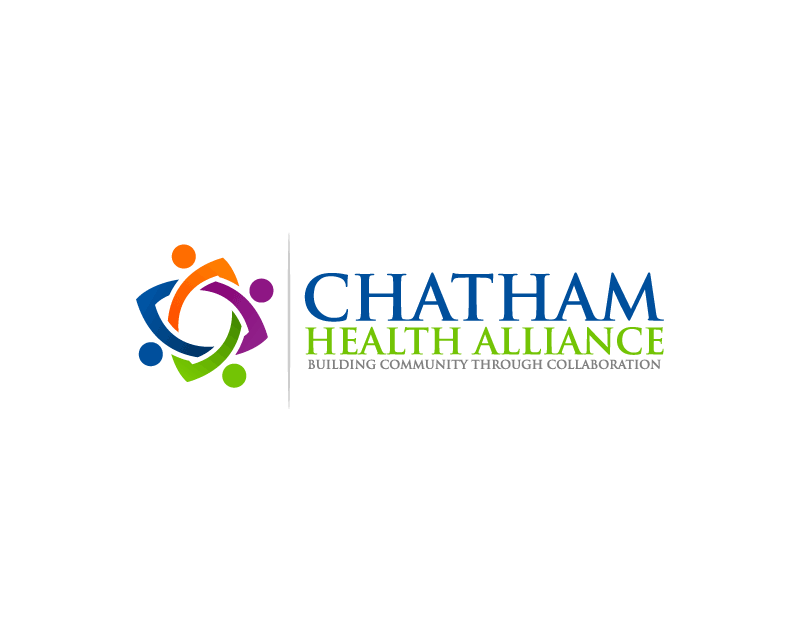 CHATHAM
HEALTH ALLIANCE
BUILDING COMMUNITY THROUGH COLLABORATION